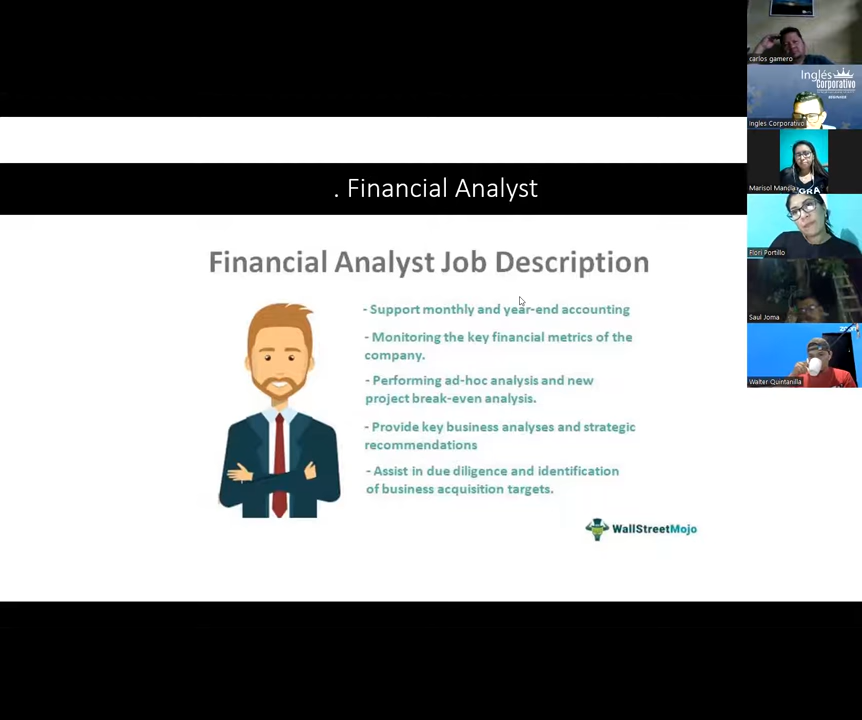 . Financial Analyst
Financial Analyst Job Description
- Support monthly and year-end accounting
- Monitoring the key financial metrics of the
company.
- Performing ad-hoc analysis and new
project break-even analysis.
- Provide key business analyses and strategic
recommendations
- Assist in due diligence and identification
of business acquisition targets.
WallStreetMojo
carlos gamero
Inglés
Corporativo
Ingles Corporativo
Marisol Mancia
GRA
Flori Portillo
Saul Joma
zoom
Walter Quintanilla